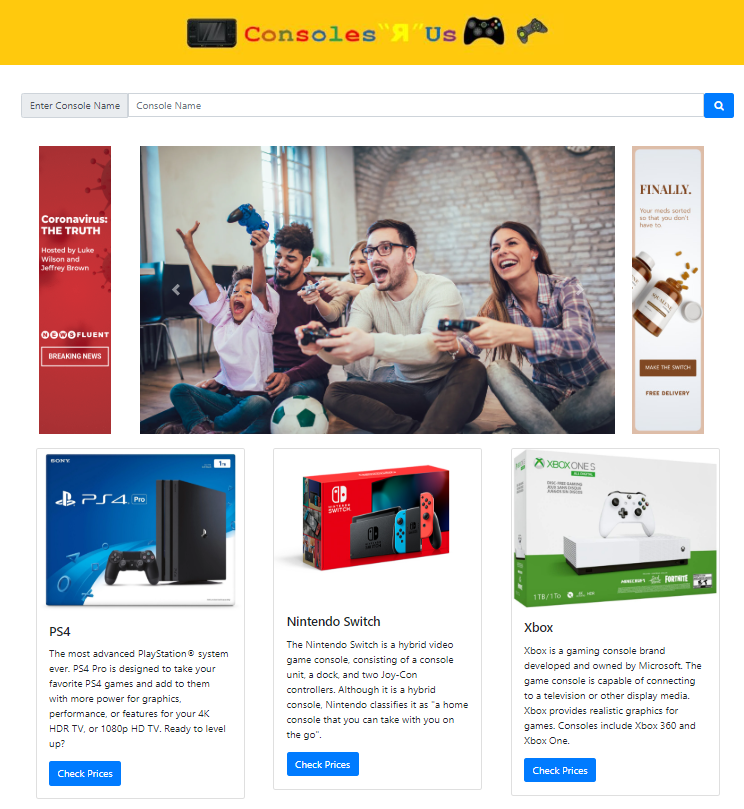 Consoles "Я" Us
Enter Console Name
Console Name
Coronavirus:
THE TRUTH
Hosted by Luke
Wilson and
Jeffrey Brown
NEWSFLUENT
BREAKING NEWS
FINALLY.
Your meds sorted
so that you don't
have to.
MAKE THE SWITCH
FREE DELIVERY
SONY
1TB
PS4 Pro
PS4
The most advanced PlayStation® system
ever. PS4 Pro is designed to take your
favorite PS4 games and add to them
with more power for graphics,
performance, or features for your 4K
HDR TV, or 1080p HD TV. Ready to level
up?
Check Prices
NINTENDO
SWITCH
Nintendo Switch
The Nintendo Switch is a hybrid video
game console, consisting of a console
unit, a dock, and two Joy-Con
controllers. Although it is a hybrid
console, Nintendo classifies it as "a home
console that you can take with you on
the go".
Check Prices
XBOX ONE S
ALL DIGITAL
DISC-FREE GAMING
MINECRAFT
FORTNITE
1TB / 1To
Xbox
Xbox is a gaming console brand
developed and owned by Microsoft. The
game console is capable of connecting
to a television or other display media.
Xbox provides realistic graphics for
games. Consoles include Xbox 360 and
Xbox One.
Check Prices